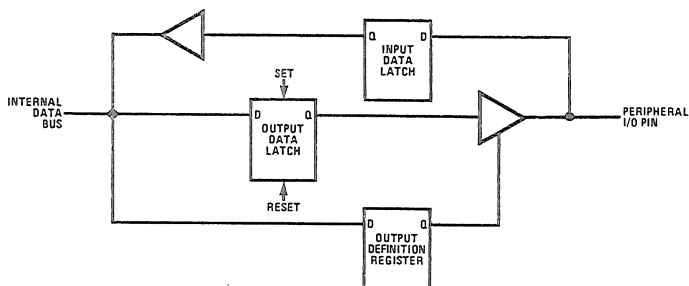 Q D
INPUT
DATA
LATCH
SET
INTERNAL
DATA
BUS
D Q
OUTPUT
DATA
LATCH
RESET
PERIPHERAL
I/O PIN
D Q
OUTPUT
DEFINITION
REGISTER